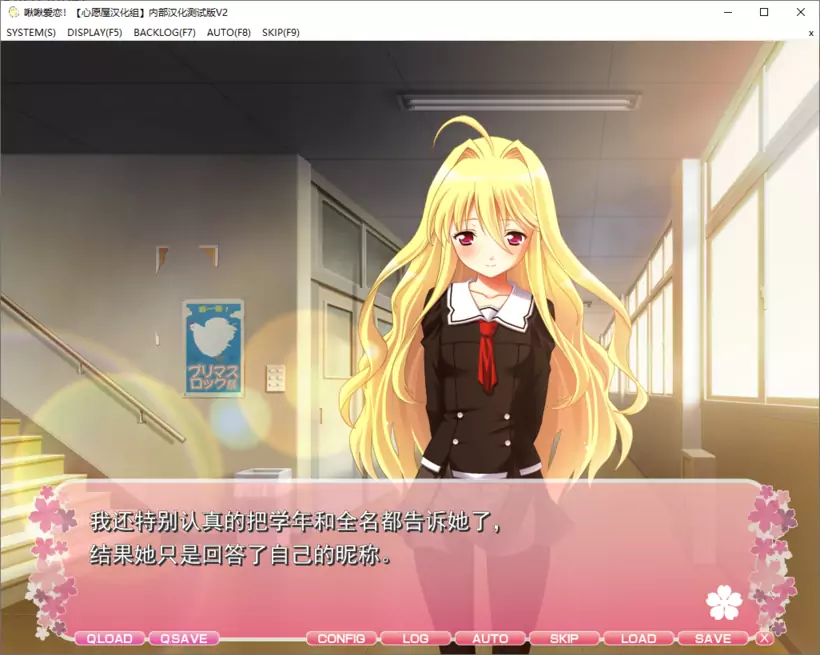 啾啾爱恋！【心愿屋汉化组】内部汉化测试版V2
SYSTEM(S) DISPLAY(F5) BACKLOG(F7) AUTO(F8) SKIP(F9) x
プリマス
ロック展
我还特别认真的把学年和全名都告诉她了，
结果她只是回答了自己的昵称。
QLOAD QSAVE CONFIG LOG AUTO SKIP LOAD SAVE X